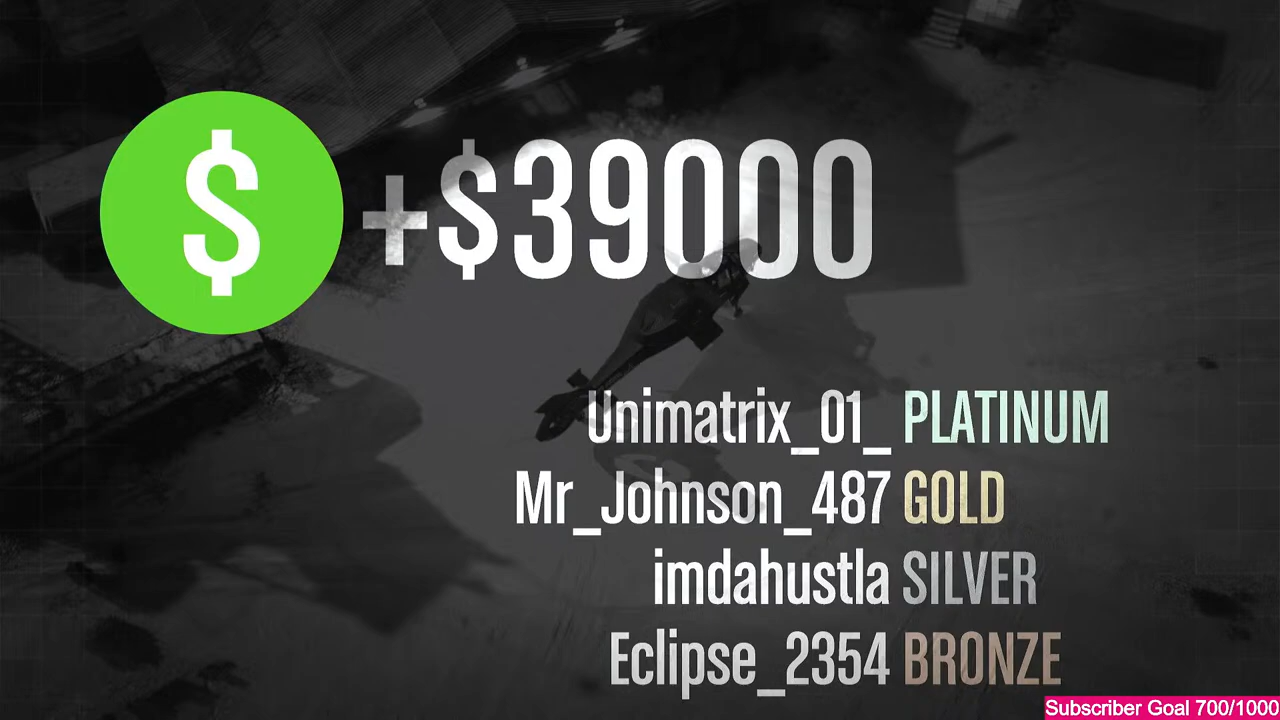 $ +$39000
Unimatrix_01_ PLATINUM
Mr_Johnson_487 GOLD
imdahustla SILVER
Eclipse_2354 BRONZE
Subscriber Goal 700/1000